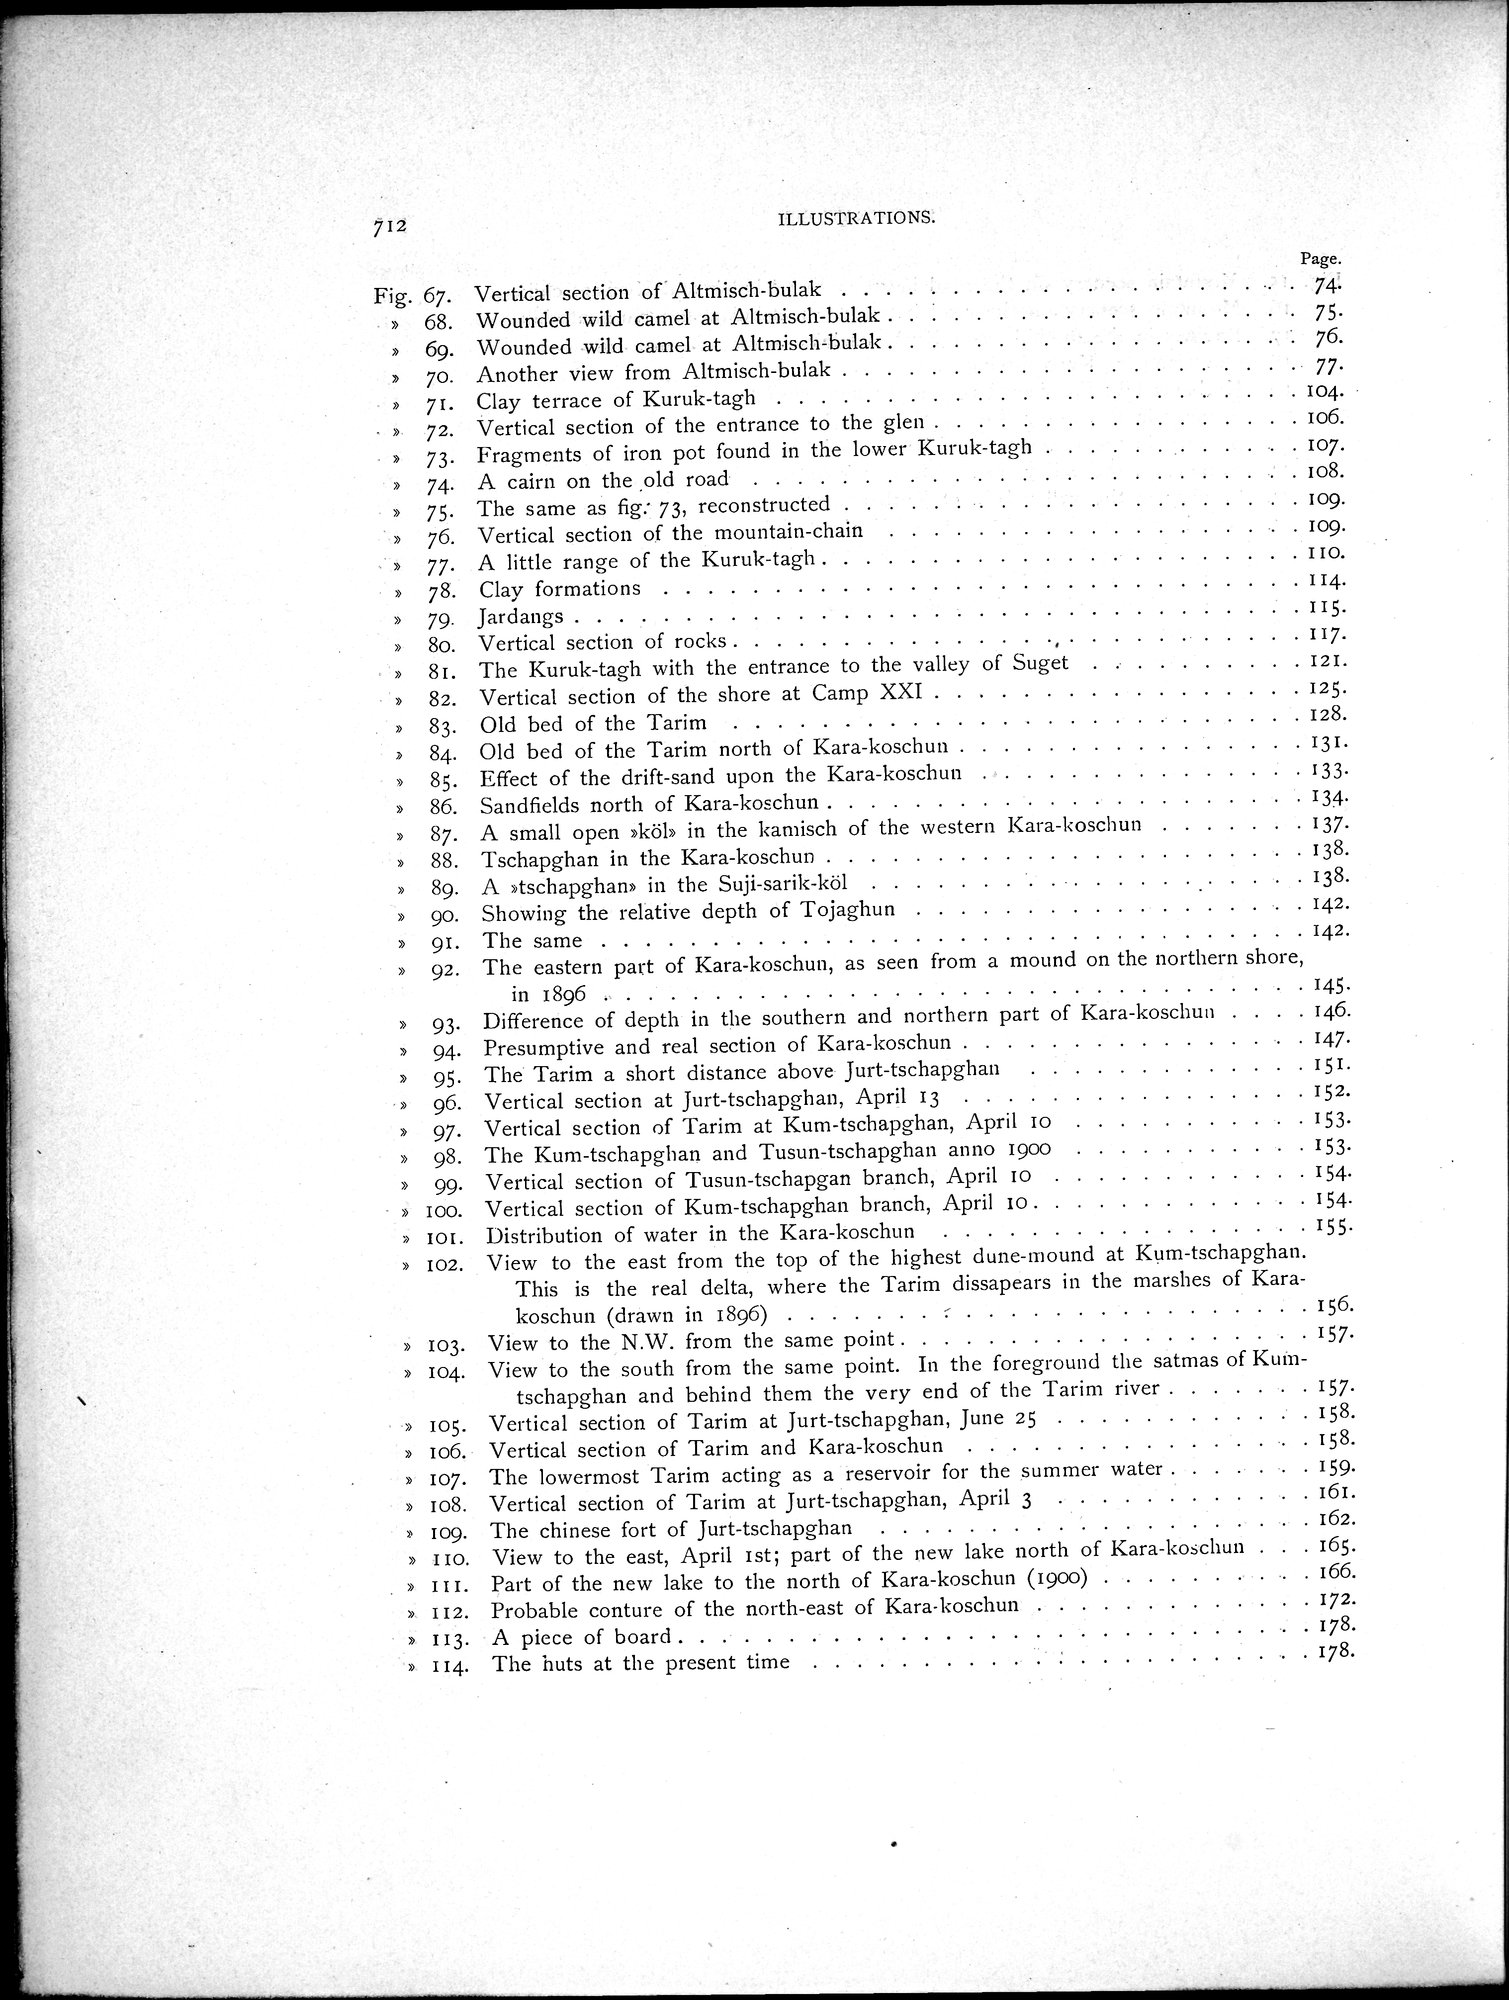 712 ILLUSTRATIONS.
Page.
Fig. 67. Vertical section of Altmisch-bulak . . . . . . . . . . . . . . . . . . . . . 74.
» 68. Wounded wild camel at Altmisch-bulak . . . . . . . . . . . . . . . . . . . 75.
» 69. Wounded wild camel at Altmisch-bulak . . . . . . . . . . . . . . . . . . . 76.
» 70. Another view from Altmisch-bulak . . . . . . . . . . . . . . . . . . . . . 77.
» 71. Clay terrace of Kuruk-tagh . . . . . . . . . . . . . . . . . . . . . . . . 104.
» 72. Vertical section of the entrance to the glen . . . . . . . . . . . . . . . . . 106.
» 73. Fragments of iron pot found in the lower Kuruk-tagh . . . . . . . . . . . . 107.
» 74. A cairn on the old road . . . . . . . . . . . . . . . . . . . . . . . . . 108.
» 75. The same as fig. 73, reconstructed . . . . . . . . . . . . . . . . . . . . . 109.
» 76. Vertical section of the mountain-chain . . . . . . . . . . . . . . . . . . . 109.
» 77. A little range of the Kuruk-tagh . . . . . . . . . . . . . . . . . . . . . . 110.
» 78. Clay formations . . . . . . . . . . . . . . . . . . . . . . . . . . . . . 114.
» 79. Jardangs . . . . . . . . . . . . . . . . . . . . . . . . . . . . . . . . . 115.
» 80. Vertical section of rocks . . . . . . . . . . . . . . . . . . . . . . . . . . 117.
» 81. The Kuruk-tagh with the entrance to the valley of Suget . . . . . . . . . . 121.
» 82. Vertical section of the shore at Camp XXI . . . . . . . . . . . . . . . . . 125.
» 83. Old bed of the Tarim . . . . . . . . . . . . . . . . . . . . . . . . . . 128.
» 84. Old bed of the Tarim north of Kara-koschun . . . . . . . . . . . . . . . . 131.
» 85. Effect of the drift-sand upon the Kara-koschun . . . . . . . . . . . . . . . 133.
» 86. Sandfields north of Kara-koschun . . . . . . . . . . . . . . . . . . . . . . 134.
» 87. A small open »köl» in the kamisch of the western Kara-koschun . . . . . . . 137.
» 88. Tschapghan in the Kara-koschun . . . . . . . . . . . . . . . . . . . . . . 138.
» 89. A »tschapghan» in the Suji-sarik-köl . . . . . . . . . . . . . . . . . . . . 138.
» 90. Showing the relative depth of Tojaghun . . . . . . . . . . . . . . . . . . 142.
» 91. The same . . . . . . . . . . . . . . . . . . . . . . . . . . . . . . . . 142.
» 92. The eastern part of Kara-koschun, as seen from a mound on the northern shore,
in 1896 . . . . . . . . . . . . . . . . . . . . . . . . . . . . . . . . 145.
» 93. Difference of depth in the southern and northern part of Kara-koschun . . . . 146.
» 94. Presumptive and real section of Kara-koschun . . . . . . . . . . . . . . . . 147.
» 95. The Tarim a short distance above Jurt-tschapghan . . . . . . . . . . . . . 151.
» 96. Vertical section at Jurt-tschapghan, April 13 . . . . . . . . . . . . . . . . 152.
» 97. Vertical section of Tarim at Kum-tschapghan, April 10 . . . . . . . . . . . 153.
» 98. The Kum-tschapghan and Tusun-tschapghan anno 1900 . . . . . . . . . . . 153.
» 99. Vertical section of Tusun-tschapgan branch, April 10 . . . . . . . . . . . . 154.
» 100. Vertical section of Kum-tschapghan branch, April 10 . . . . . . . . . . . . . 154.
» 101. Distribution of water in the Kara-koschun . . . . . . . . . . . . . . . . . 155.
» 102. View to the east from the top of the highest dune-mound at Kum-tschapghan.
This is the real delta, where the Tarim dissapears in the marshes of Kara-
koschun (drawn in 1896) . . . . . . . . . . . . . . . . . . . . . . . . 156.
» 103. View to the N.W. from the same point . . . . . . . . . . . . . . . . . . . 157.
» 104. View to the south from the same point. In the foreground the satmas of Kum-
tschapghan and behind them the very end of the Tarim river . . . . . . . 157.
» 105. Vertical section of Tarim at Jurt-tschapghan, June 25 . . . . . . . . . . . . 158.
» 106. Vertical section of Tarim and Kara-koschun . . . . . . . . . . . . . . . . 158.
» 107. The lowermost Tarim acting as a reservoir for the summer water . . . . . . . 159.
» 108. Vertical section of Tarim at Jurt-tschapghan, April 3 . . . . . . . . . . . . 161.
» 109. The chinese fort of Jurt-tschapghan . . . . . . . . . . . . . . . . . . . . 162.
» 110. View to the east, April 1st; part of the new lake north of Kara-koschun . . . 165.
» 111. Part of the new lake to the north of Kara-koschun (1900) . . . . . . . . . . 166.
» 112. Probable conture of the north-east of Kara-koschun . . . . . . . . . . . . . 172.
» 113. A piece of board . . . . . . . . . . . . . . . . . . . . . . . . . . . . . 178.
» 114. The huts at the present time . . . . . . . . . . . . . . . . . . . . . . . 178.